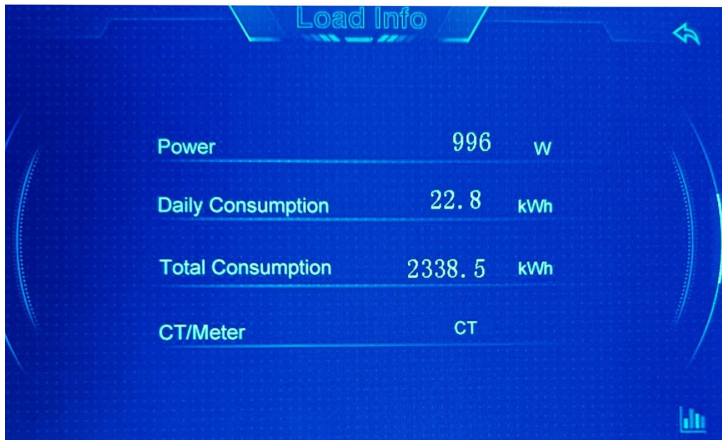 Load Info
Power 996 W
Daily Consumption 22.8 kWh
Total Consumption 2338.5 kWh
CT/Meter CT